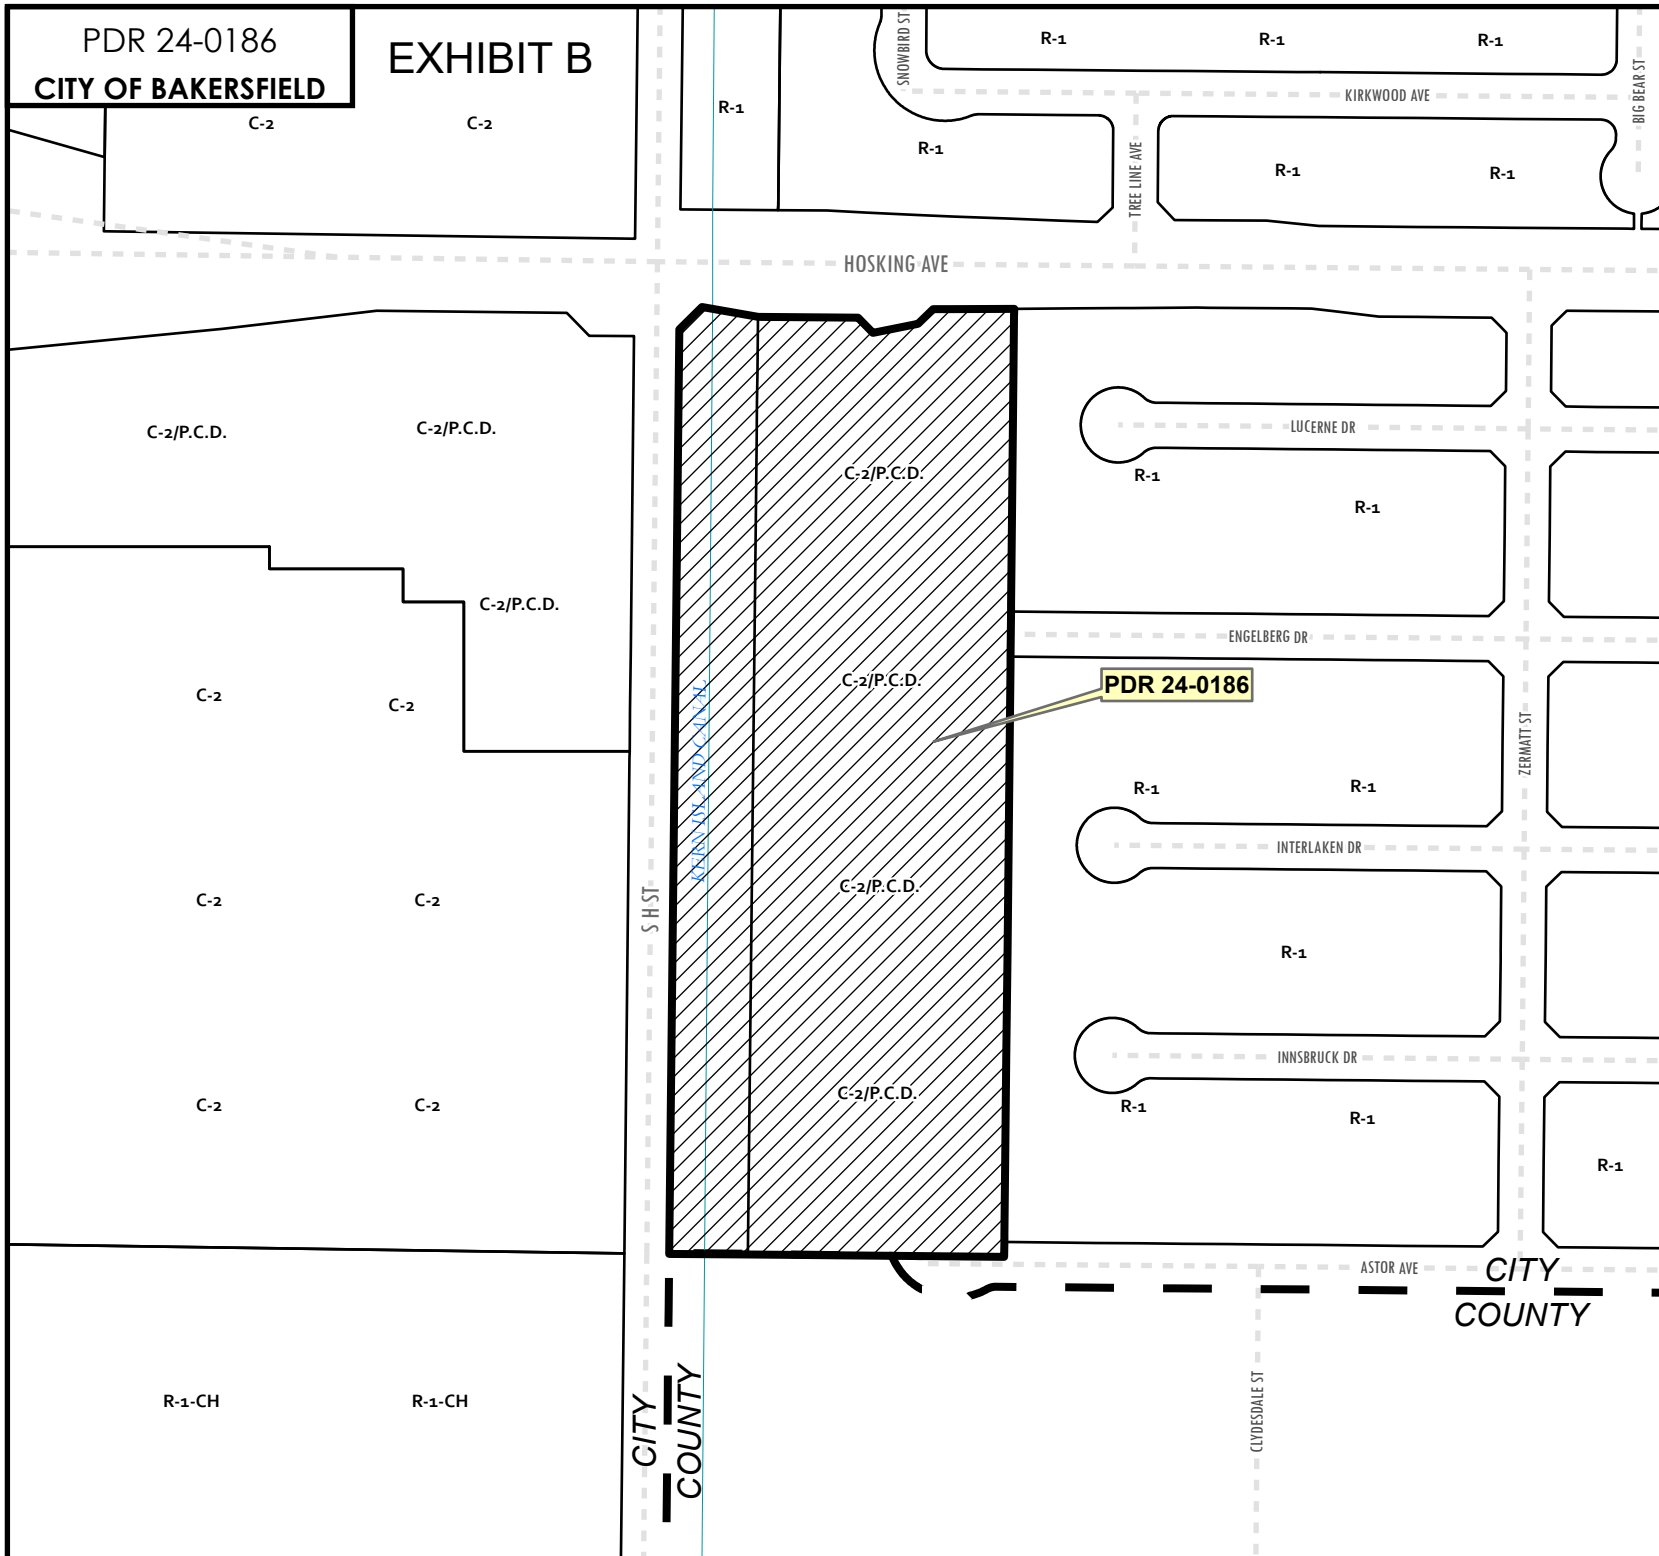 PDR 24-0186
CITY OF BAKERSFIELD
EXHIBIT B
SNOWBIRD ST
R-1
R-1
R-1
BIG BEAR ST
KIRKWOOD AVE
C-2
C-2
R-1
R-1
TREE LINE AVE
R-1
R-1
HOSKING AVE
C-2/P.C.D.
C-2/P.C.D.
C-2/P.C.D.
LUCERNE DR
R-1
R-1
C-2/P.C.D.
ENGELBERG DR
C-2
C-2
KERN ISLAND CANAL
C-2/P.C.D.
PDR 24-0186
ZERMATT ST
R-1
R-1
INTERLAKEN DR
C-2
C-2
S H ST
C-2/P.C.D.
R-1
INNSBRUCK DR
C-2
C-2
C-2/P.C.D.
R-1
R-1
R-1
ASTOR AVE
CITY
COUNTY
R-1-CH
R-1-CH
CITY
COUNTY
CLYDESDALE ST